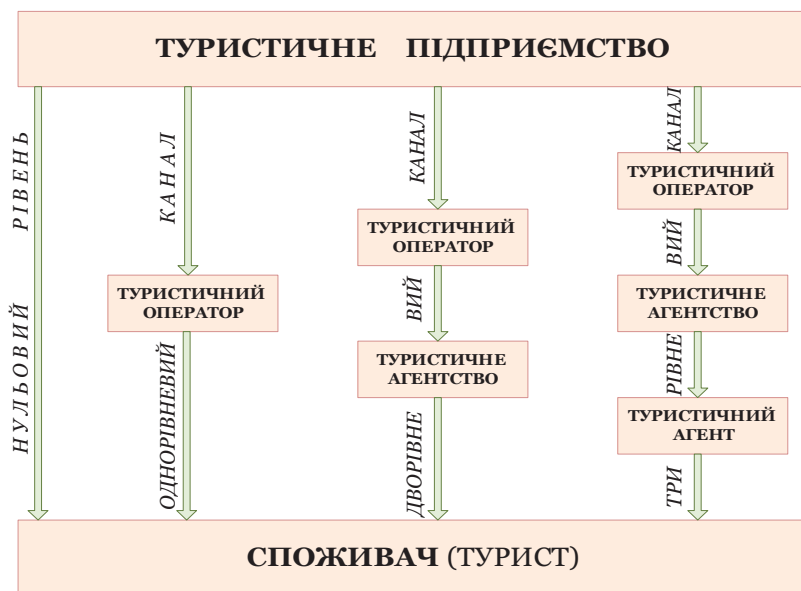 ТУРИСТИЧНЕ ПІДПРИЄМСТВО
НУЛЬОВИЙ РІВЕНЬ
ОДНОРІВНЕВИЙ КАНАЛ
ТУРИСТИЧНИЙ
ОПЕРАТОР
ДВОРІВНЕ
ВИЙ
КАНАЛ
ТУРИСТИЧНИЙ
ОПЕРАТОР
ТУРИСТИЧНЕ
АГЕНТСТВО
ТРИ
РІВНЕ
ВИЙ
КАНАЛ
ТУРИСТИЧНИЙ
ОПЕРАТОР
ТУРИСТИЧНЕ
АГЕНТСТВО
ТУРИСТИЧНИЙ
АГЕНТ
СПОЖИВАЧ (ТУРИСТ)